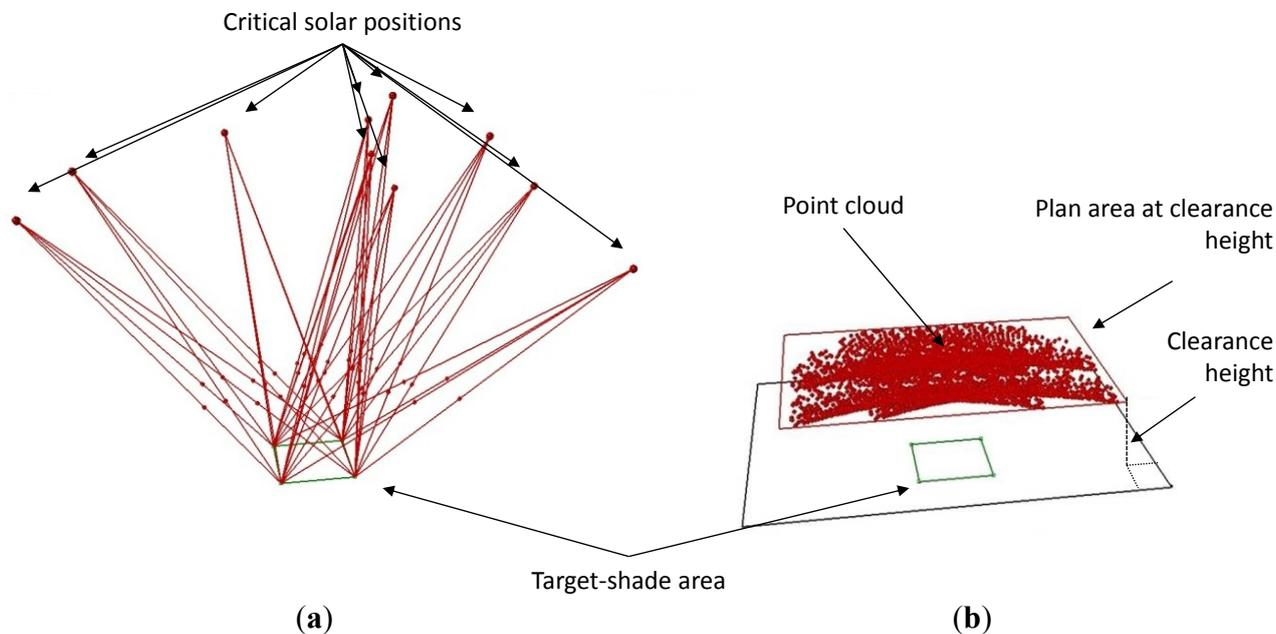 Critical solar positions
Point cloud
Plan area at clearance
height
Clearance
height
Target-shade area
(a)
(b)